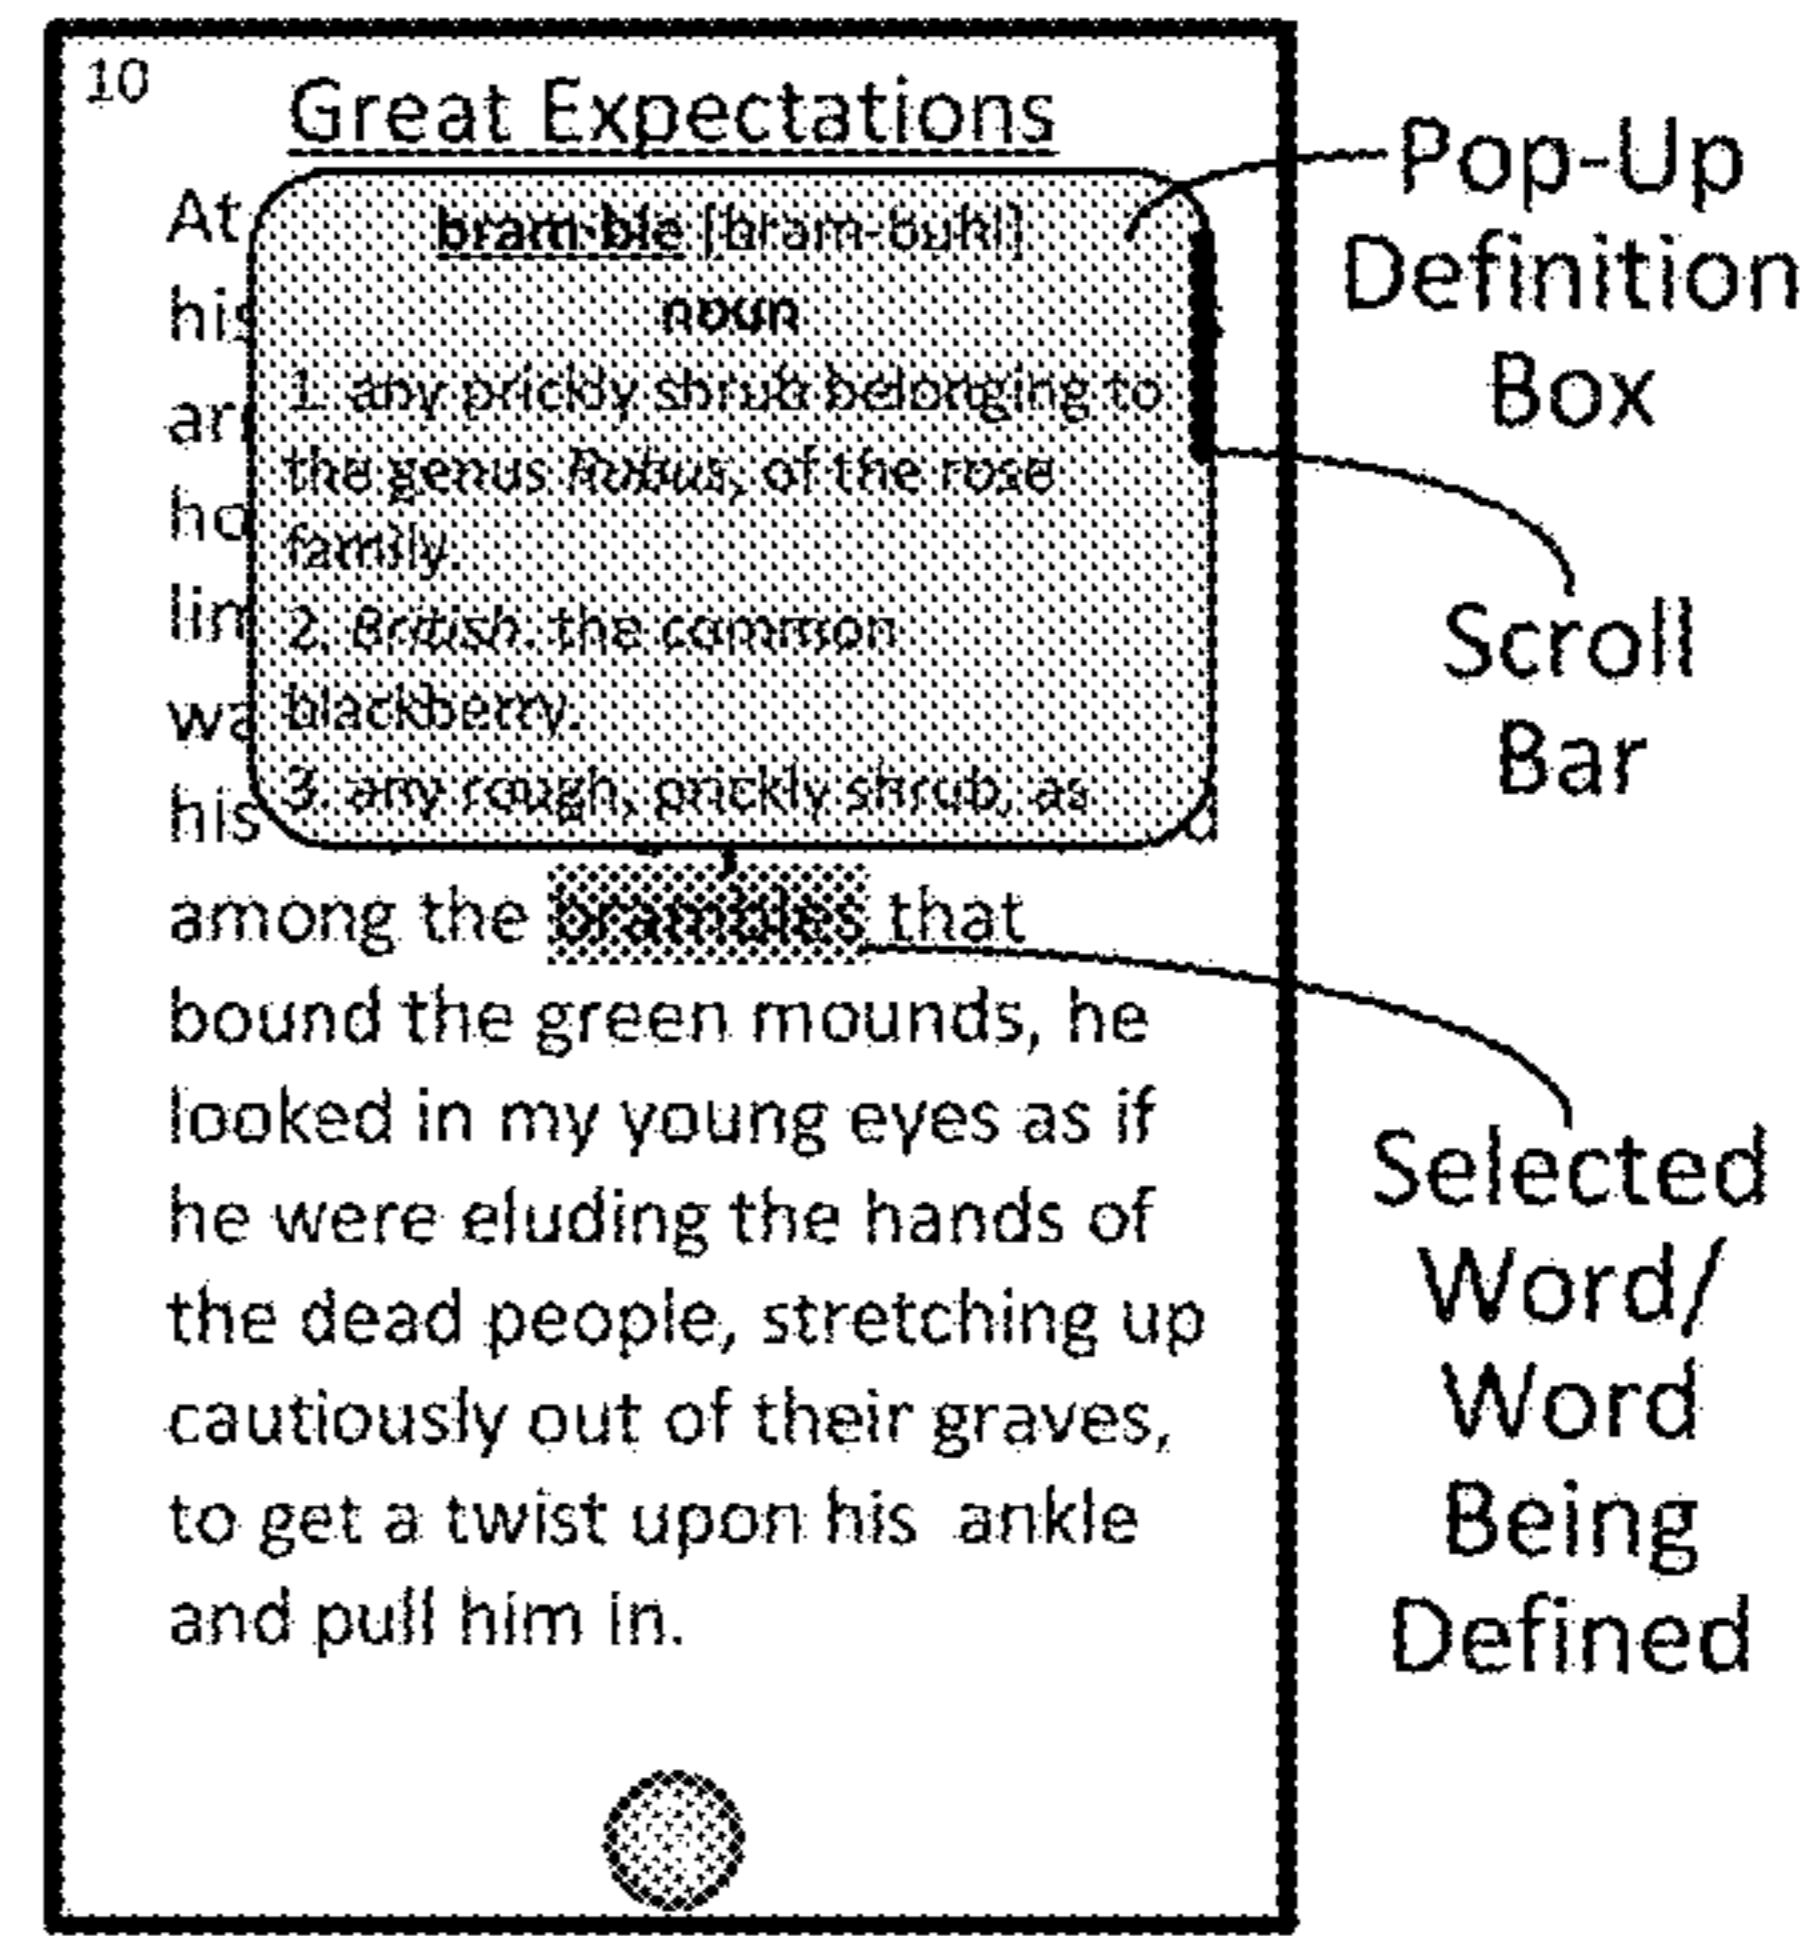 10
Great Expectations
At
his
are
ho
lim
wa
his
bram·ble [bram-buhl]
noun
1. any prickly shrub belonging to
the genus Rubus, of the rose
family.
2. British. the common
blackberry.
3. any rough, prickly shrub, as
among the brambles that
bound the green mounds, he
looked in my young eyes as if
he were eluding the hands of
the dead people, stretching up
cautiously out of their graves,
to get a twist upon his ankle
and pull him in.
Pop-Up
Definition
Box
Scroll
Bar
Selected
Word/
Word
Being
Defined